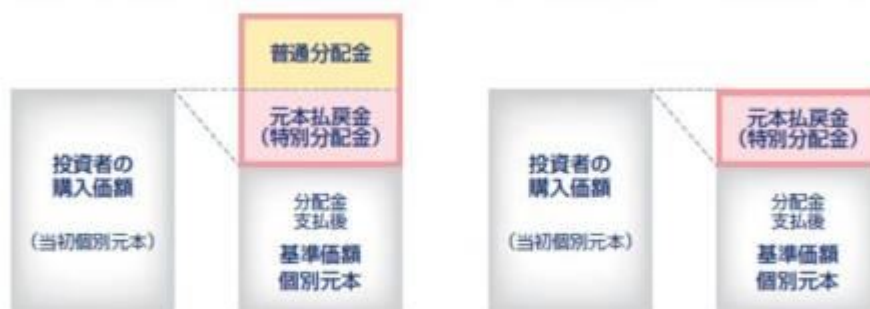 普通分配金
元本払戻金
(特別分配金)
投資者の
購入価額
(当初個別元本)
分配金
支払後
基準価額
個別元本
元本払戻金
(特別分配金)
投資者の
購入価額
(当初個別元本)
分配金
支払後
基準価額
個別元本